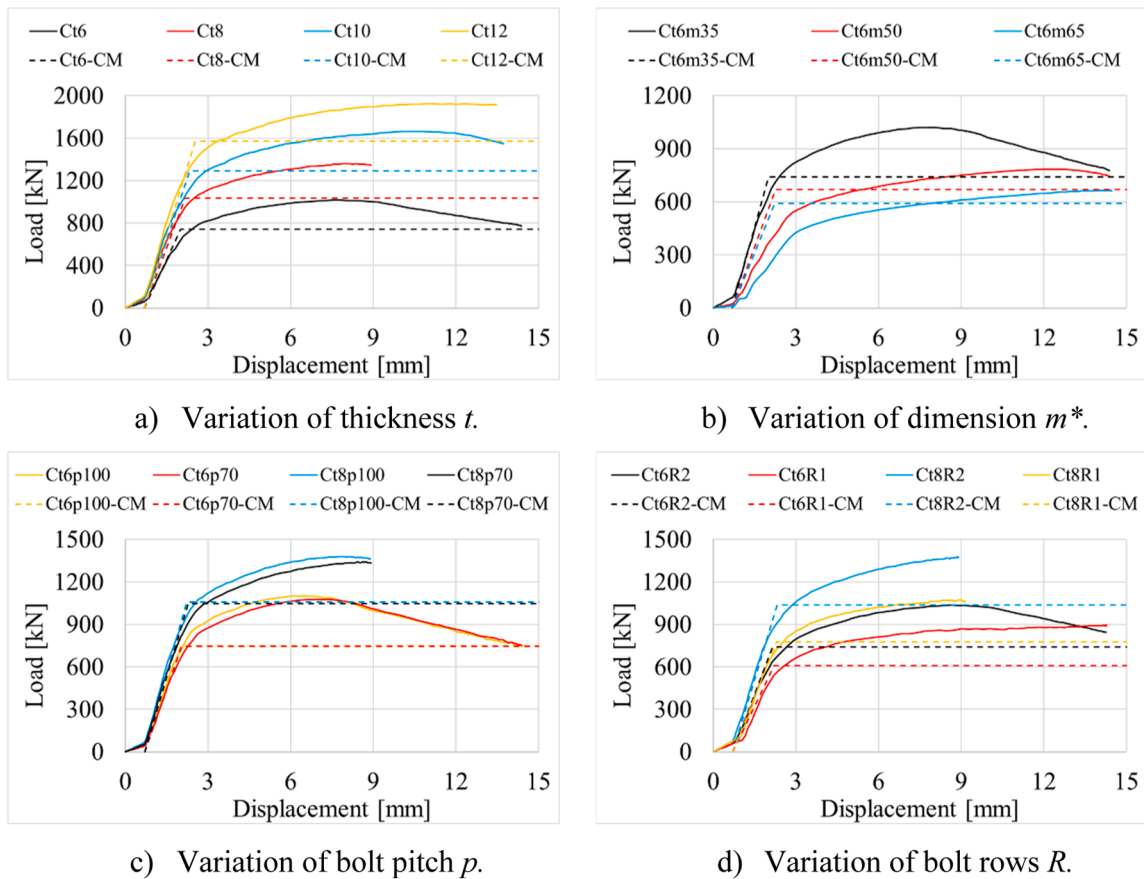 Ct6 Ct8 Ct10 Ct12
Ct6-CM Ct8-CM Ct10-CM Ct12-CM
2000
1600
1200
800
400
0
Load [kN]
0 3 6 9 12 15
Displacement [mm]
a) Variation of thickness t.
Ct6m35 Ct6m50 Ct6m65
Ct6m35-CM Ct6m50-CM Ct6m65-CM
1200
900
600
300
0
Load [kN]
0 3 6 9 12 15
Displacement [mm]
b) Variation of dimension m*.
Ct6p100 Ct6p70 Ct8p100 Ct8p70
Ct6p100-CM Ct6p70-CM Ct8p100-CM Ct8p70-CM
1500
1200
900
600
300
0
Load [kN]
0 3 6 9 12 15
Displacement [mm]
c) Variation of bolt pitch p.
Ct6R2 Ct6R1 Ct8R2 Ct8R1
Ct6R2-CM Ct6R1-CM Ct8R2-CM Ct8R1-CM
1500
1200
900
600
300
0
Load [kN]
0 3 6 9 12 15
Displacement [mm]
d) Variation of bolt rows R.